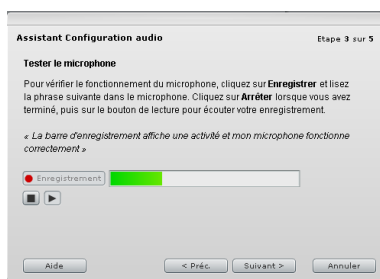 Assistant Configuration audio
Etape 3 sur 5
Tester le microphone
Pour vérifier le fonctionnement du microphone, cliquez sur Enregistrer et lisez
la phrase suivante dans le microphone. Cliquez sur Arrêter lorsque vous avez
terminé, puis sur le bouton de lecture pour écouter votre enregistrement.
« La barre d'enregistrement affiche une activité et mon microphone fonctionne
correctement »
Enregistrement
Aide
< Préc.
Suivant >
Annuler